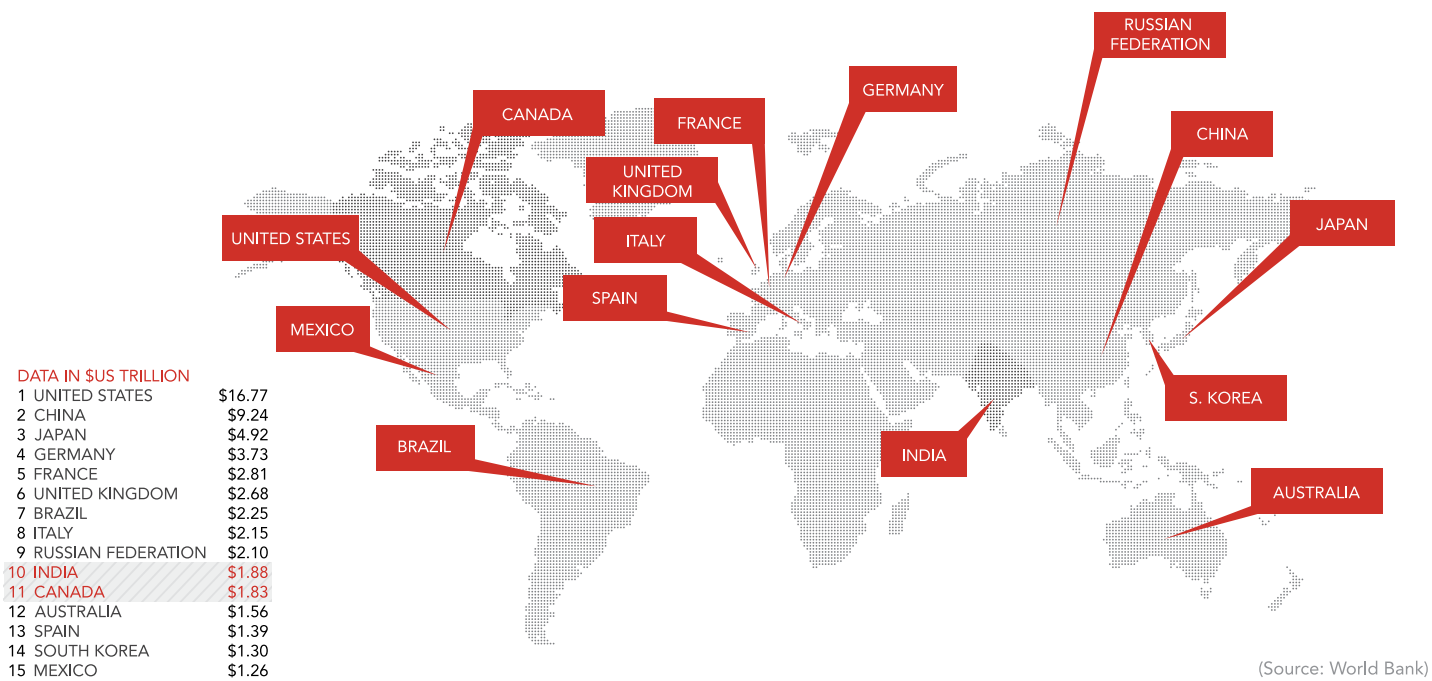 RUSSIAN
FEDERATION
GERMANY
CANADA
FRANCE
CHINA
UNITED
KINGDOM
JAPAN
UNITED STATES
ITALY
SPAIN
MEXICO
S. KOREA
BRAZIL
INDIA
AUSTRALIA
DATA IN $US TRILLION
1 UNITED STATES $16.77
2 CHINA $9.24
3 JAPAN $4.92
4 GERMANY $3.73
5 FRANCE $2.81
6 UNITED KINGDOM $2.68
7 BRAZIL $2.25
8 ITALY $2.15
9 RUSSIAN FEDERATION $2.10
10 INDIA $1.88
11 CANADA $1.83
12 AUSTRALIA $1.56
13 SPAIN $1.39
14 SOUTH KOREA $1.30
15 MEXICO $1.26
(Source: World Bank)